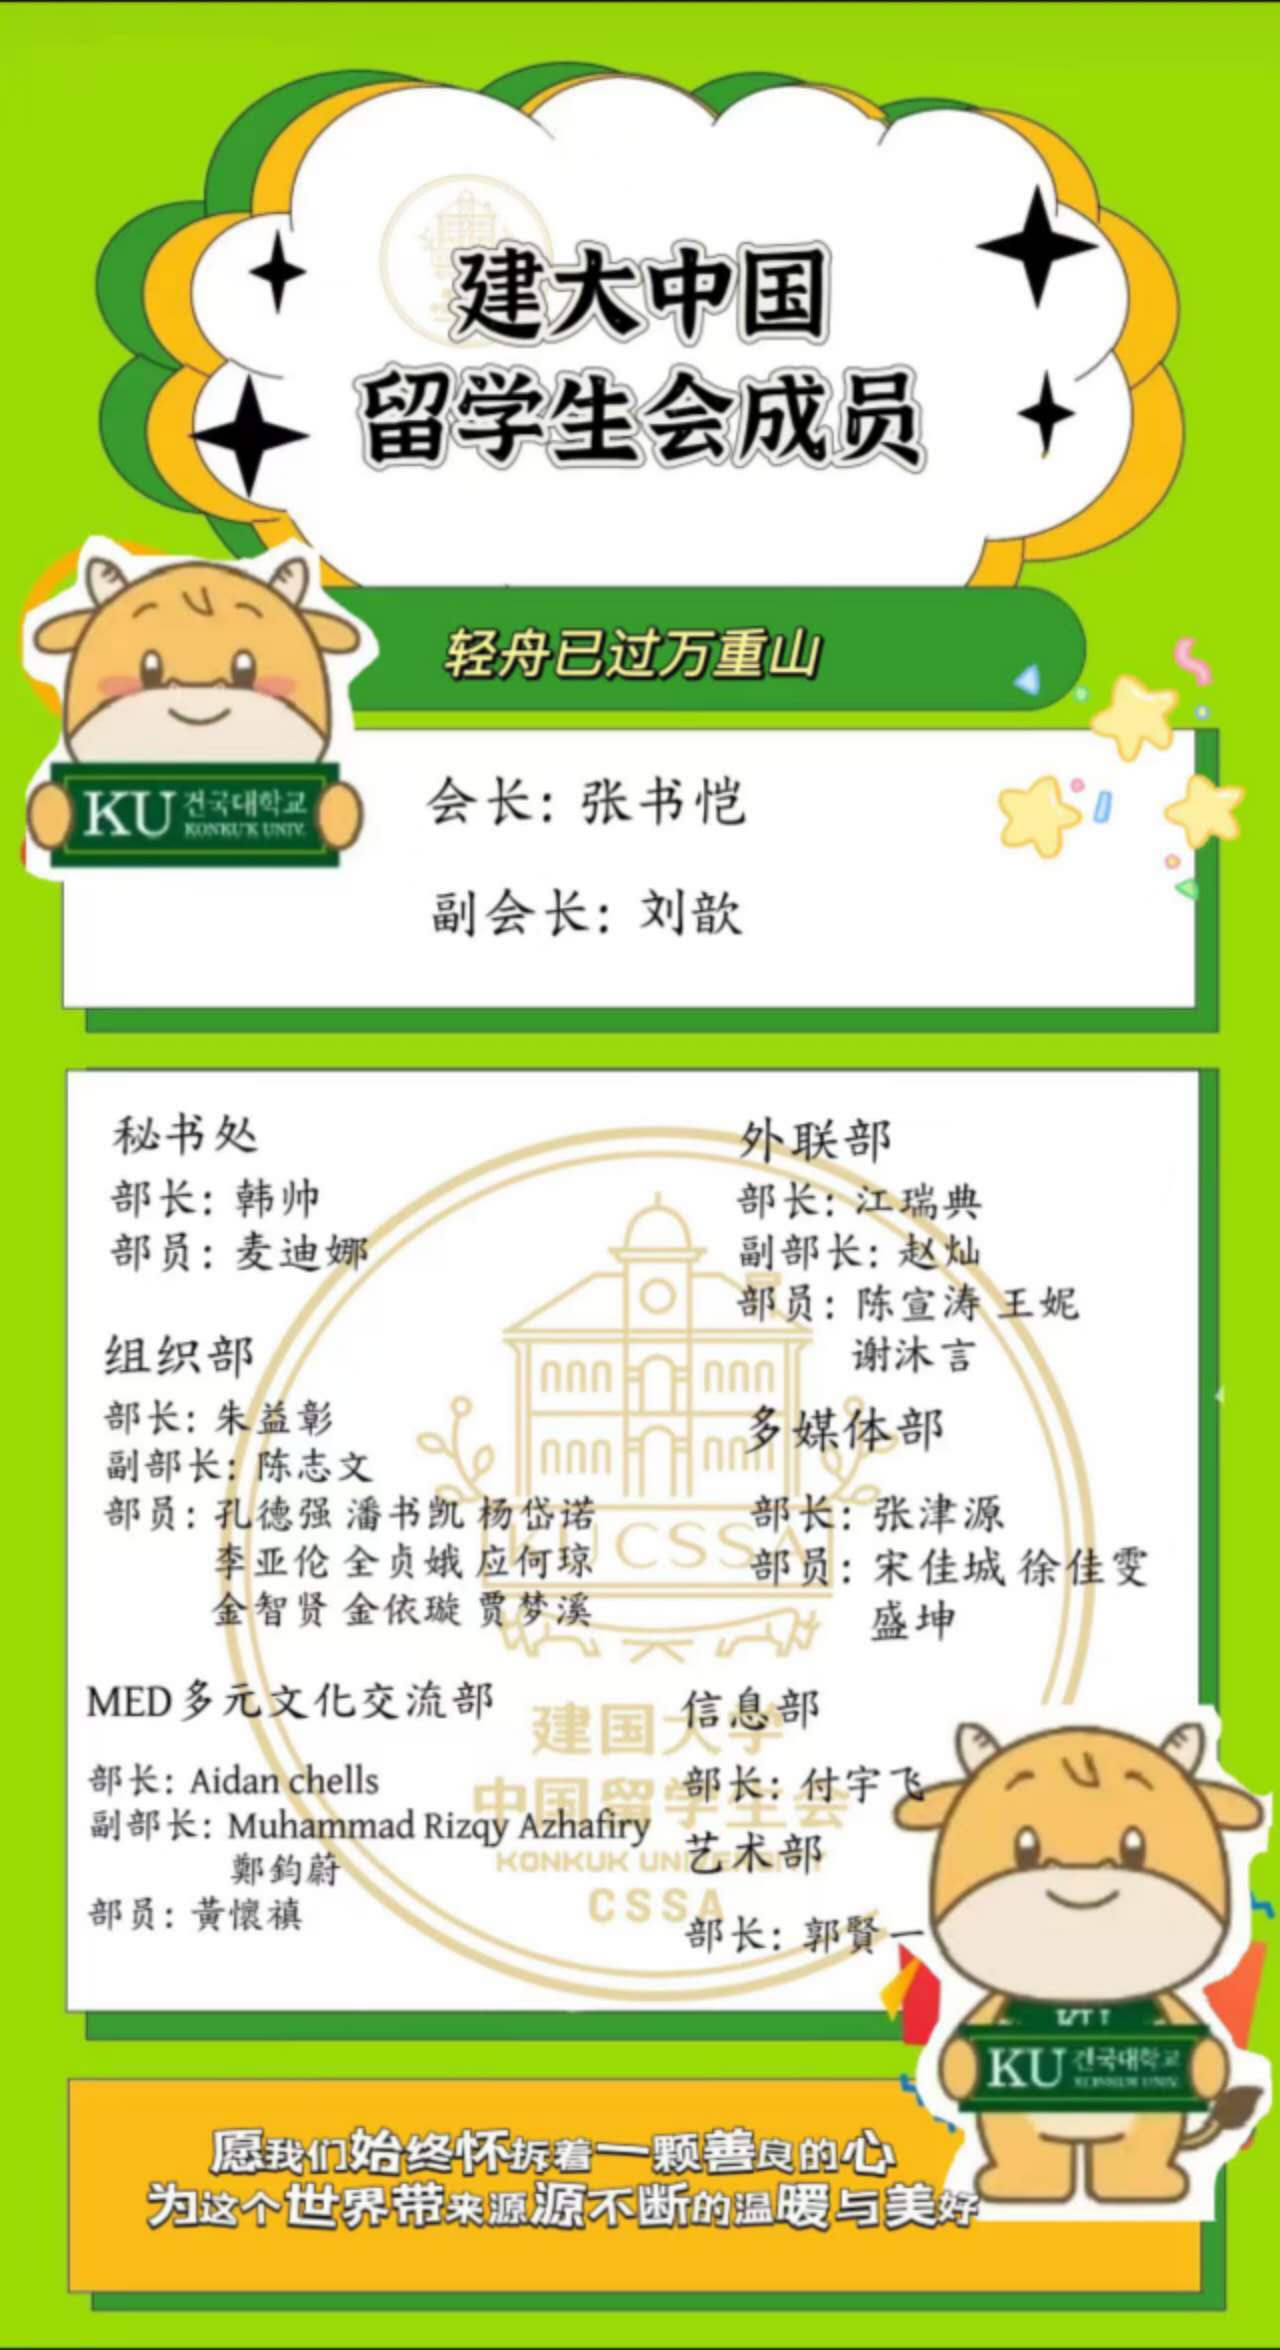 建大中国
留学生会成员
轻舟已过万重山
KU 건국대학교
KONKUK UNIV.
会长：张书恺
副会长：刘歆
秘书处
部长：韩帅
部员：麦迪娜
组织部
部长：朱益彰
副部长：陈志文
部员：孔德强 潘书凯 杨岱诺
李亚伦 全贞娥 应何琼
金智贤 金依璇 贾梦溪
MED多元文化交流部
部长：Aidan chells
副部长：Muhammad Rizqy Azhafiry
鄭鈞蔚
部员：黃懷禛
外联部
部长：江瑞典
副部长：赵灿
部员：陈宣涛 王妮
谢沐言
多媒体部
部长：张津源
部员：宋佳城 徐佳雯
盛坤
信息部
部长：付宇飞
艺术部
部长：郭賢一
KUCSSA
建国大学
中国留学生会
KONKUK UNIVERSITY
CSSA
KU
KU 건국대학교
KONKUK UNIV.
愿我们始终怀拆着一颗善良的心
为这个世界带来源源不断的温暖与美好